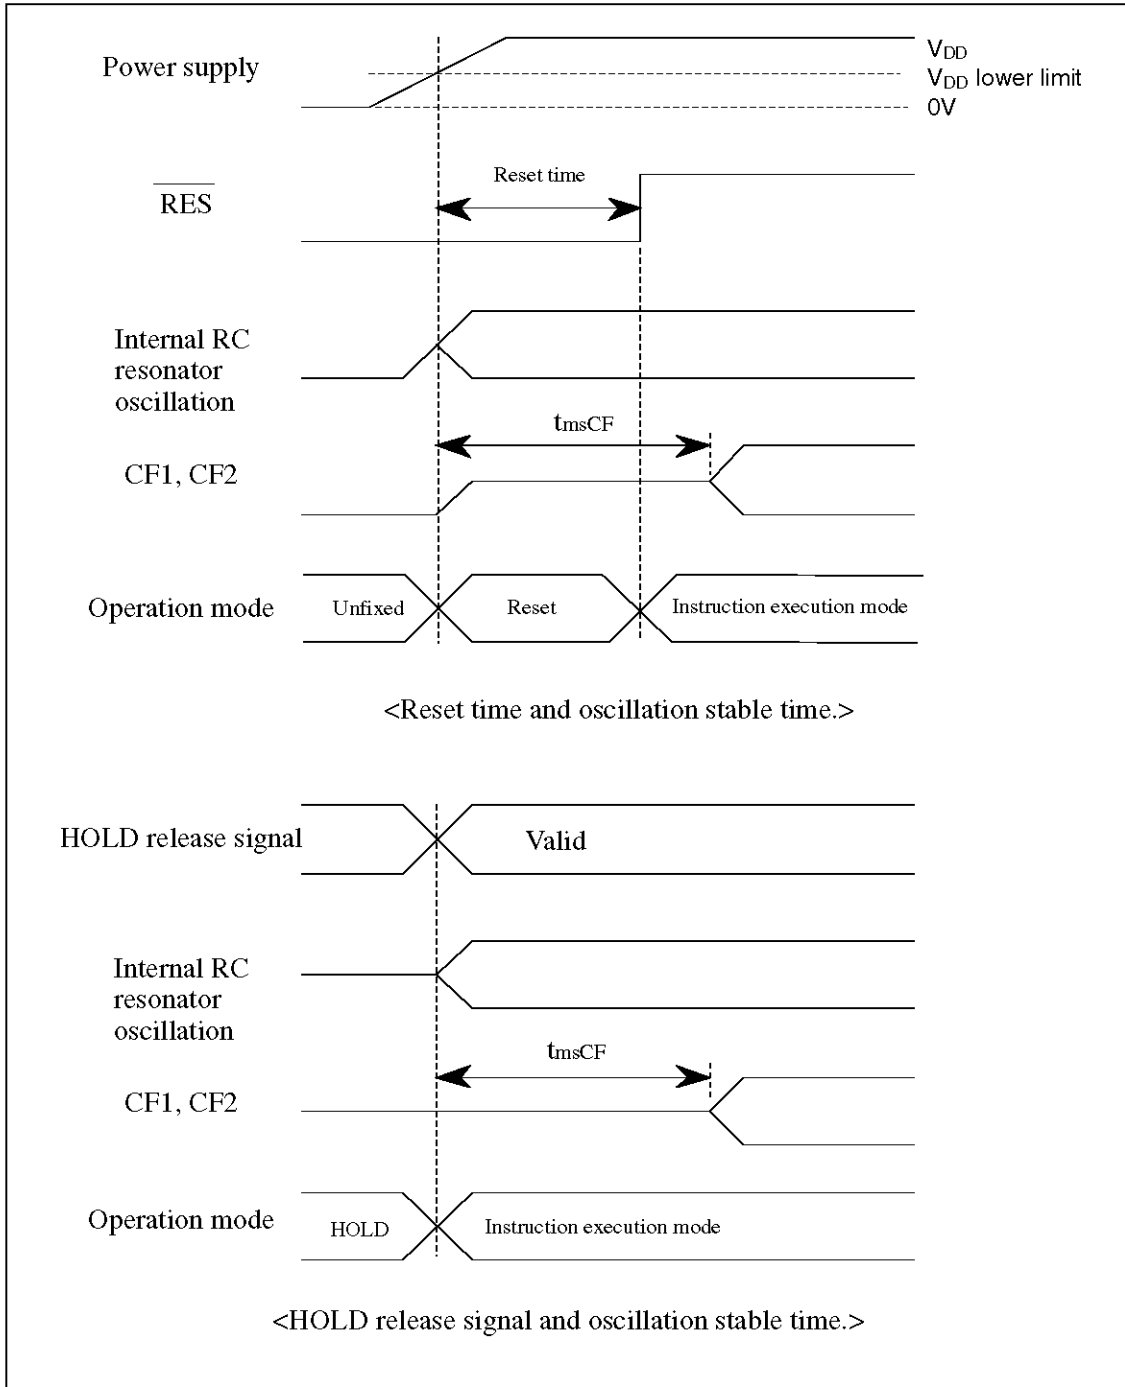 Power supply
VDD
VDD lower limit
0V
RES
Reset time
Internal RC
resonator
oscillation
tmsCF
CF1, CF2
Operation mode
Unfixed
Reset
Instruction execution mode
<Reset time and oscillation stable time.>
HOLD release signal
Valid
Internal RC
resonator
oscillation
tmsCF
CF1, CF2
Operation mode
HOLD
Instruction execution mode
<HOLD release signal and oscillation stable time.>